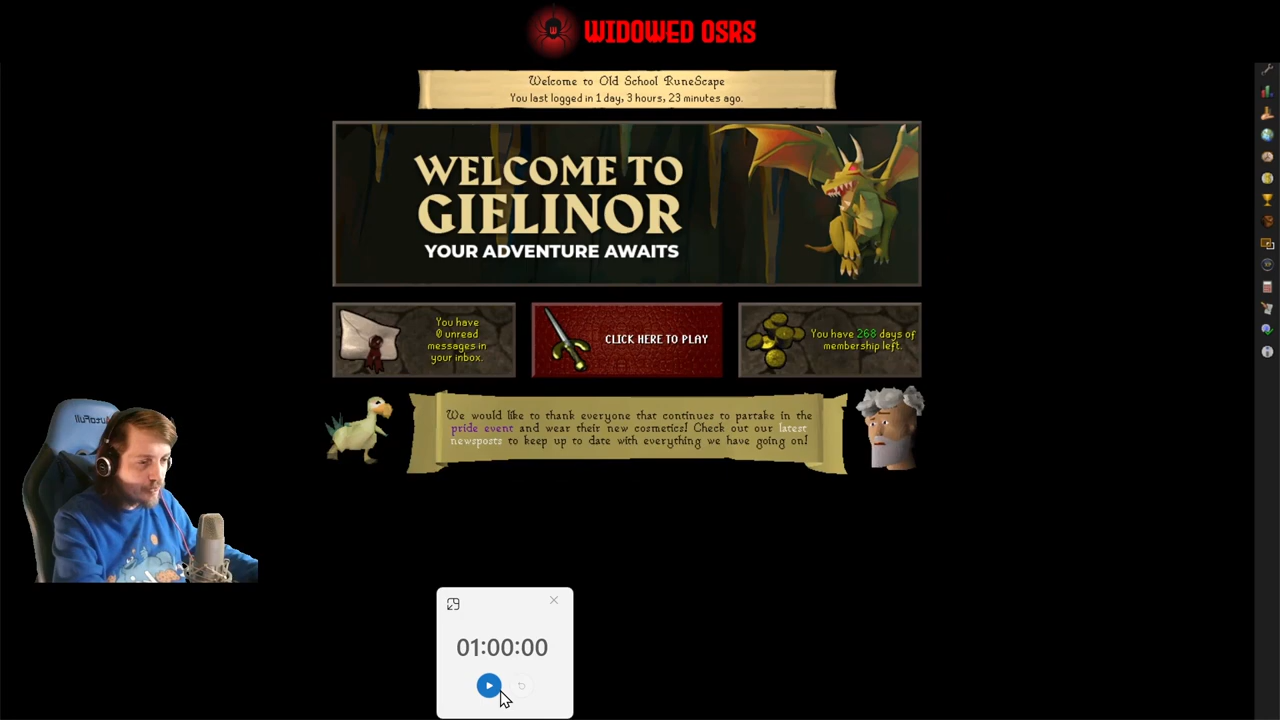 WIDOWED OSRS
Welcome to Old School RuneScape
You last logged in 1 day, 3 hours, 23 minutes ago.
WELCOME TO
GIELINOR
YOUR ADVENTURE AWAITS
You have
0 unread
messages in
your inbox.
CLICK HERE TO PLAY
You have 268 days of
membership left.
We would like to thank everyone that continues to partake in the
pride event and wear their new cosmetics! Check out our latest
newsposts to keep up to date with everything we have going on!
01:00:00